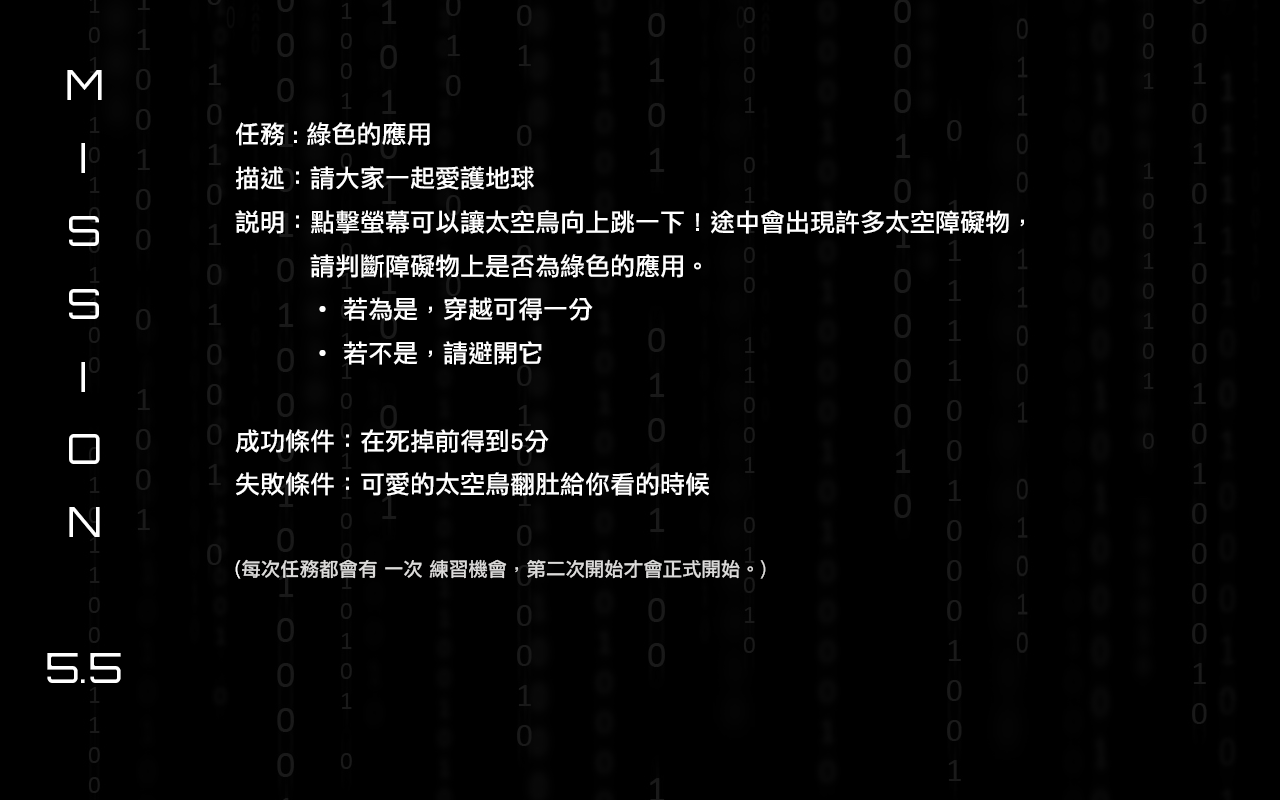 MISSION
5.5
任務 : 綠色的應用
描述：請大家一起愛護地球
說明：點擊螢幕可以讓太空鳥向上跳一下！途中會出現許多太空障礙物，
請判斷障礙物上是否為綠色的應用。
• 若為是，穿越可得一分
• 若不是，請避開它
成功條件：在死掉前得到5分
失敗條件：可愛的太空鳥翻肚給你看的時候
(每次任務都會有 一次 練習機會，第二次開始才會正式開始。)